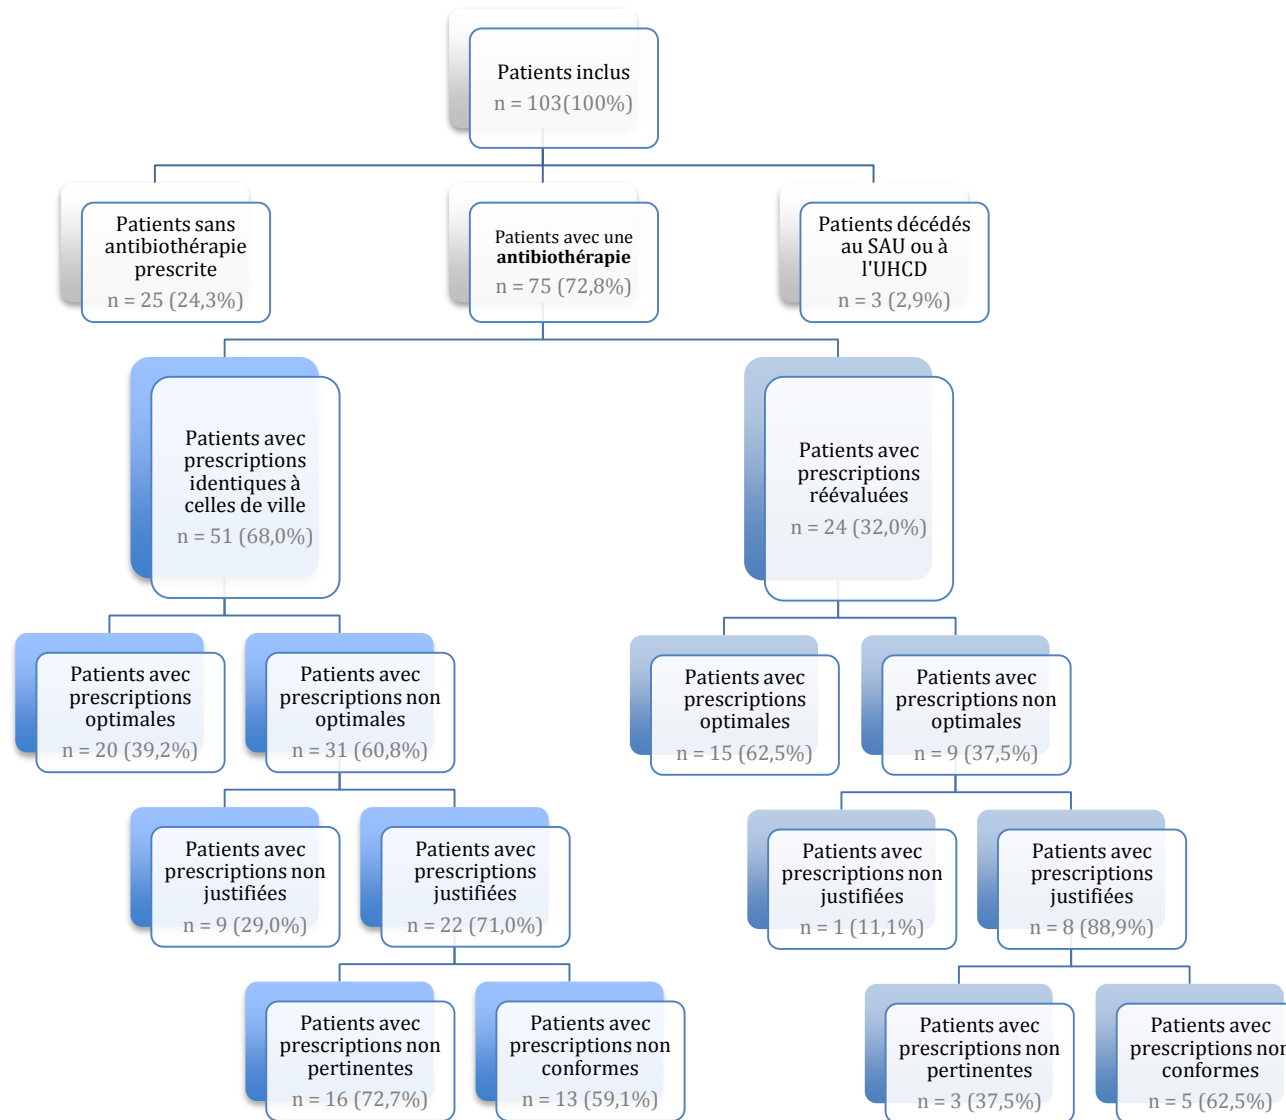 Patients inclus
n = 103(100%)
Patients sans
antibiothérapie
prescrite
n = 25 (24,3%)
Patients avec une
antibiothérapie
n = 75 (72,8%)
Patients décédés
au SAU ou à
l'UHCD
n = 3 (2,9%)
Patients avec
prescriptions
identiques à
celles de ville
n = 51 (68,0%)
Patients avec
prescriptions
réévaluées
n = 24 (32,0%)
Patients avec
prescriptions
optimales
n = 20 (39,2%)
Patients avec
prescriptions non
optimales
n = 31 (60,8%)
Patients avec
prescriptions
optimales
n = 15 (62,5%)
Patients avec
prescriptions non
optimales
n = 9 (37,5%)
Patients avec
prescriptions non
justifiées
n = 9 (29,0%)
Patients avec
prescriptions
justifiées
n = 22 (71,0%)
Patients avec
prescriptions non
justifiées
n = 1 (11,1%)
Patients avec
prescriptions
justifiées
n = 8 (88,9%)
Patients avec
prescriptions non
pertinentes
n = 16 (72,7%)
Patients avec
prescriptions non
conformes
n = 13 (59,1%)
Patients avec
prescriptions non
pertinentes
n = 3 (37,5%)
Patients avec
prescriptions non
conformes
n = 5 (62,5%)